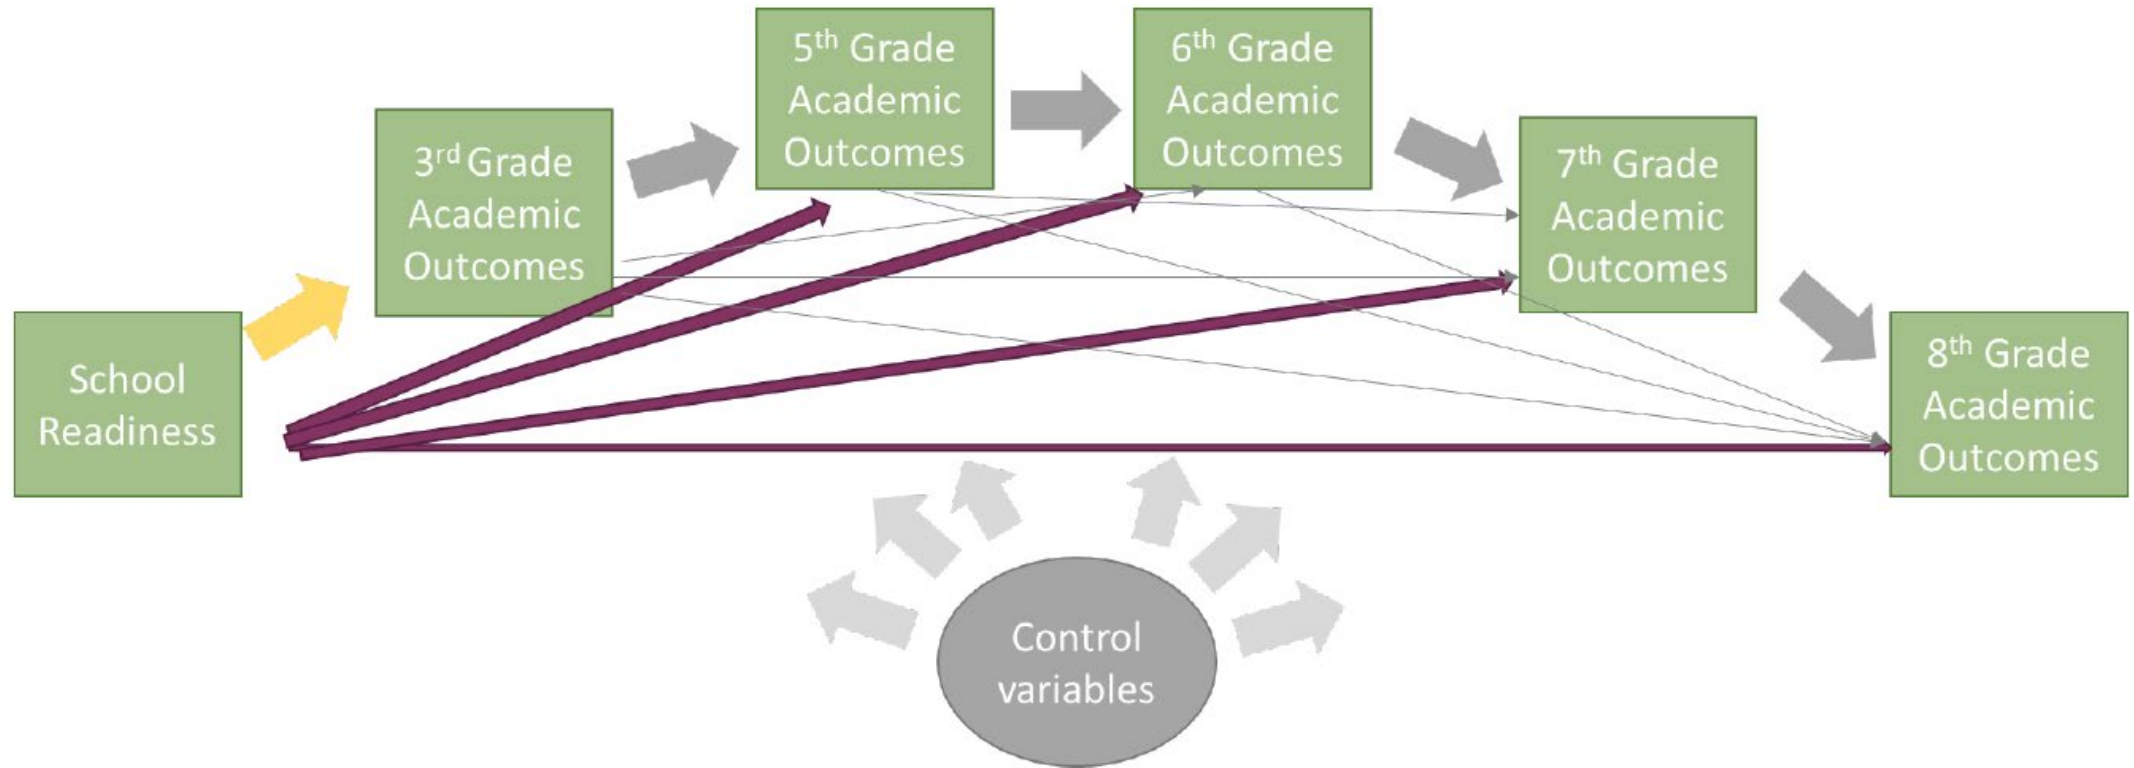 School
Readiness
3rd Grade
Academic
Outcomes
5th Grade
Academic
Outcomes
6th Grade
Academic
Outcomes
7th Grade
Academic
Outcomes
8th Grade
Academic
Outcomes
Control
variables